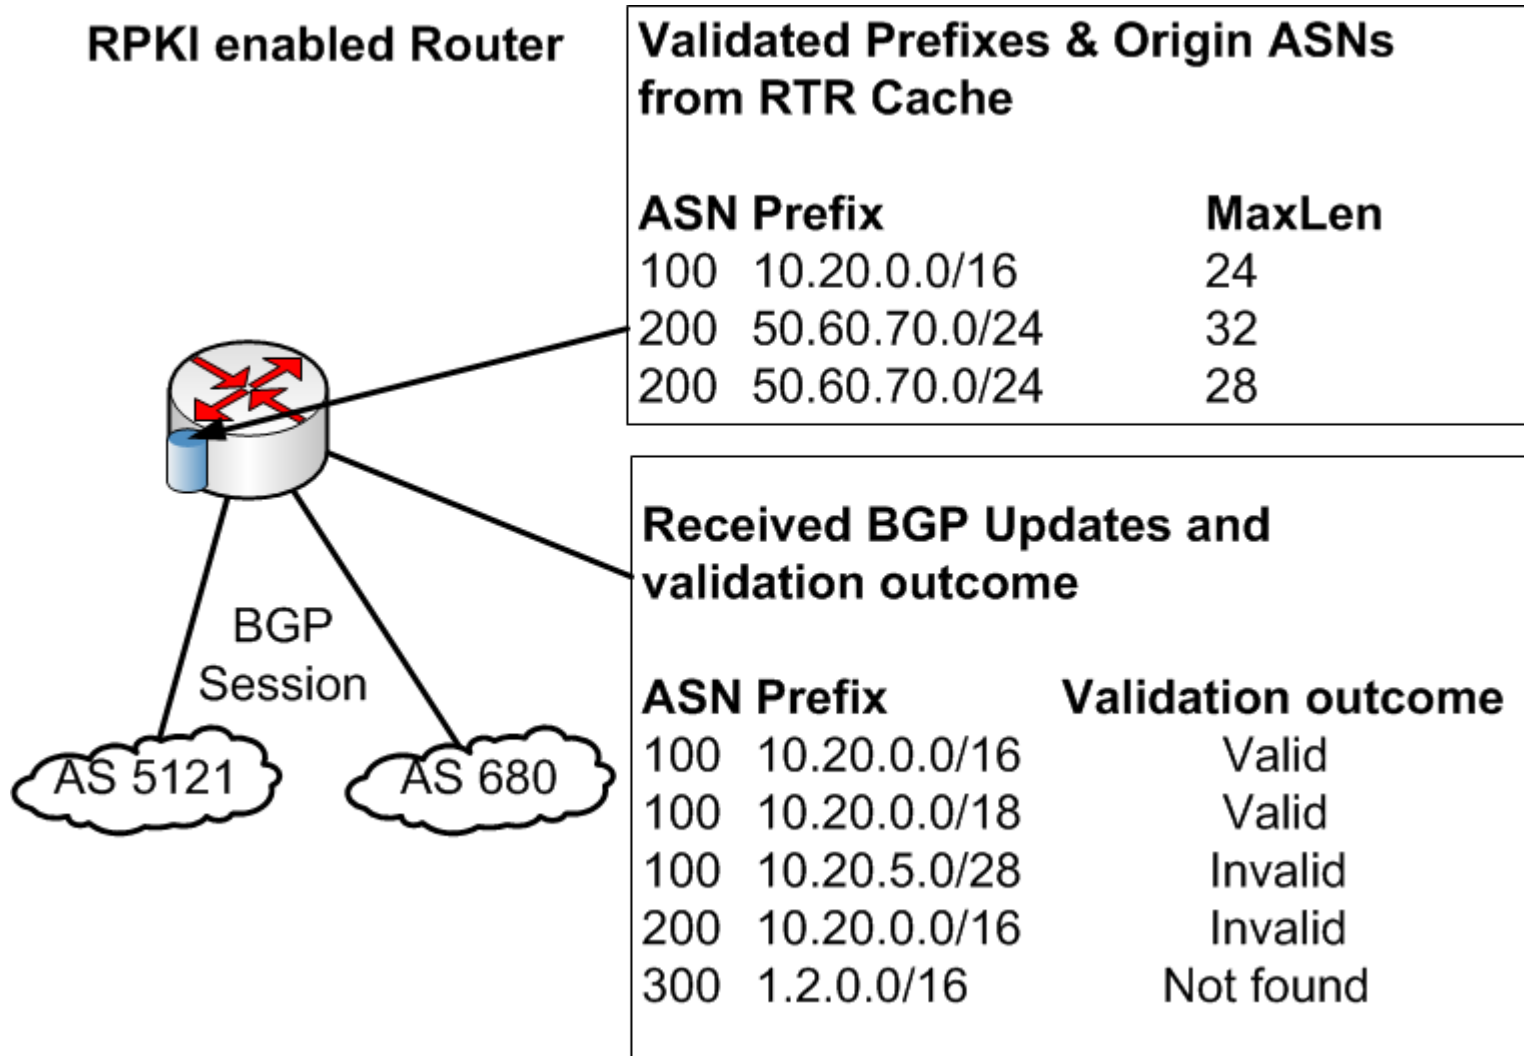 RPKI enabled Router
Validated Prefixes & Origin ASNs
from RTR Cache
ASN Prefix MaxLen
100 10.20.0.0/16 24
200 50.60.70.0/24 32
200 50.60.70.0/24 28
Received BGP Updates and
validation outcome
ASN Prefix Validation outcome
100 10.20.0.0/16 Valid
100 10.20.0.0/18 Valid
100 10.20.5.0/28 Invalid
200 10.20.0.0/16 Invalid
300 1.2.0.0/16 Not found
BGP
Session
AS 5121
AS 680